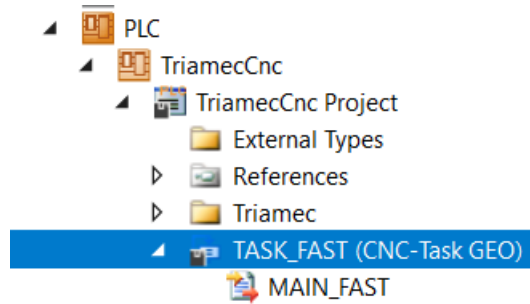 PLC
TriamecCnc
TriamecCnc Project
External Types
References
Triamec
TASK_FAST (CNC-Task GEO)
MAIN_FAST